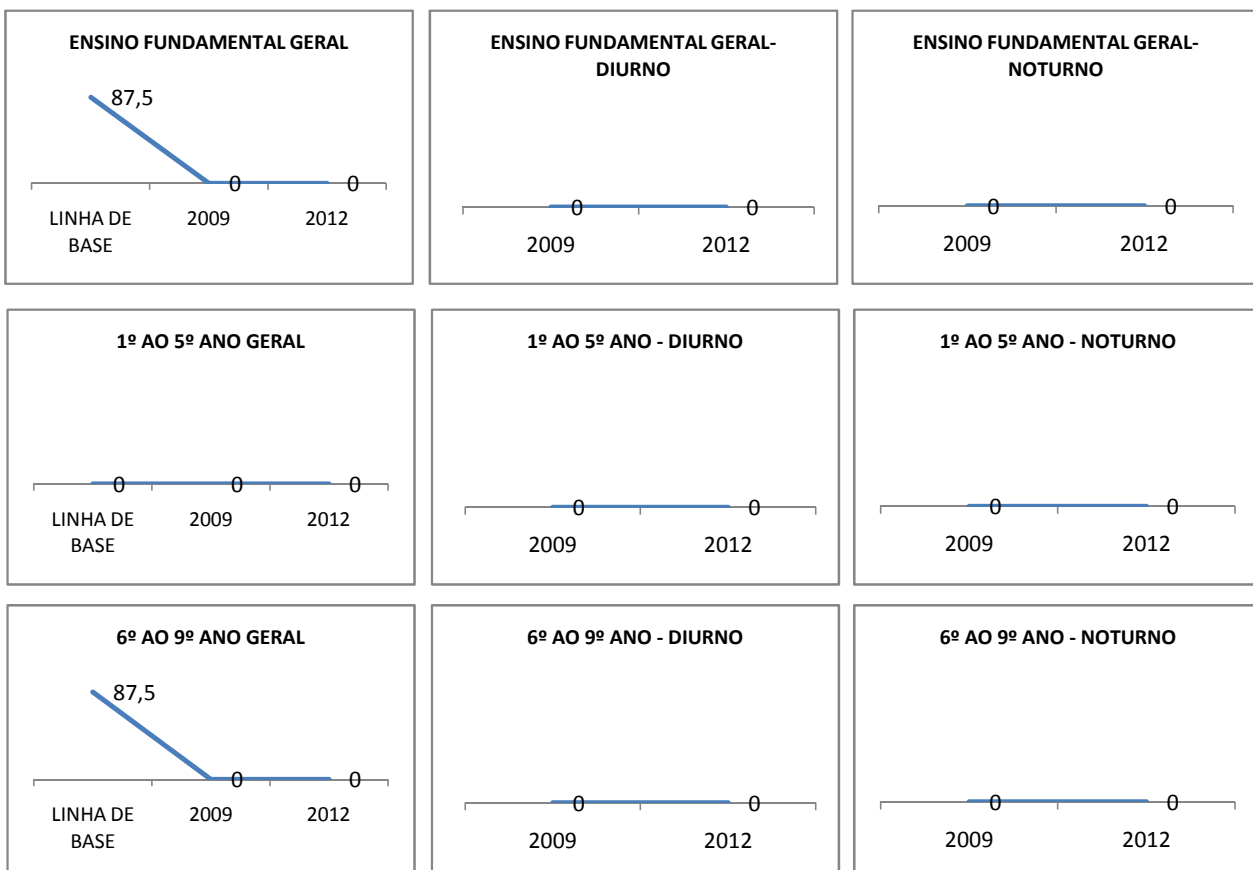 ENSINO FUNDAMENTAL GERAL
87,5
0
0
LINHA DE
BASE
2009
2012
ENSINO FUNDAMENTAL GERAL-
DIURNO
0
0
2009
2012
ENSINO FUNDAMENTAL GERAL-
NOTURNO
0
0
2009
2012
1º AO 5º ANO GERAL
0
0
0
LINHA DE
BASE
2009
2012
1º AO 5º ANO - DIURNO
0
0
2009
2012
1º AO 5º ANO - NOTURNO
0
0
2009
2012
6º AO 9º ANO GERAL
87,5
0
0
LINHA DE
BASE
2009
2012
6º AO 9º ANO - DIURNO
0
0
2009
2012
6º AO 9º ANO - NOTURNO
0
0
2009
2012